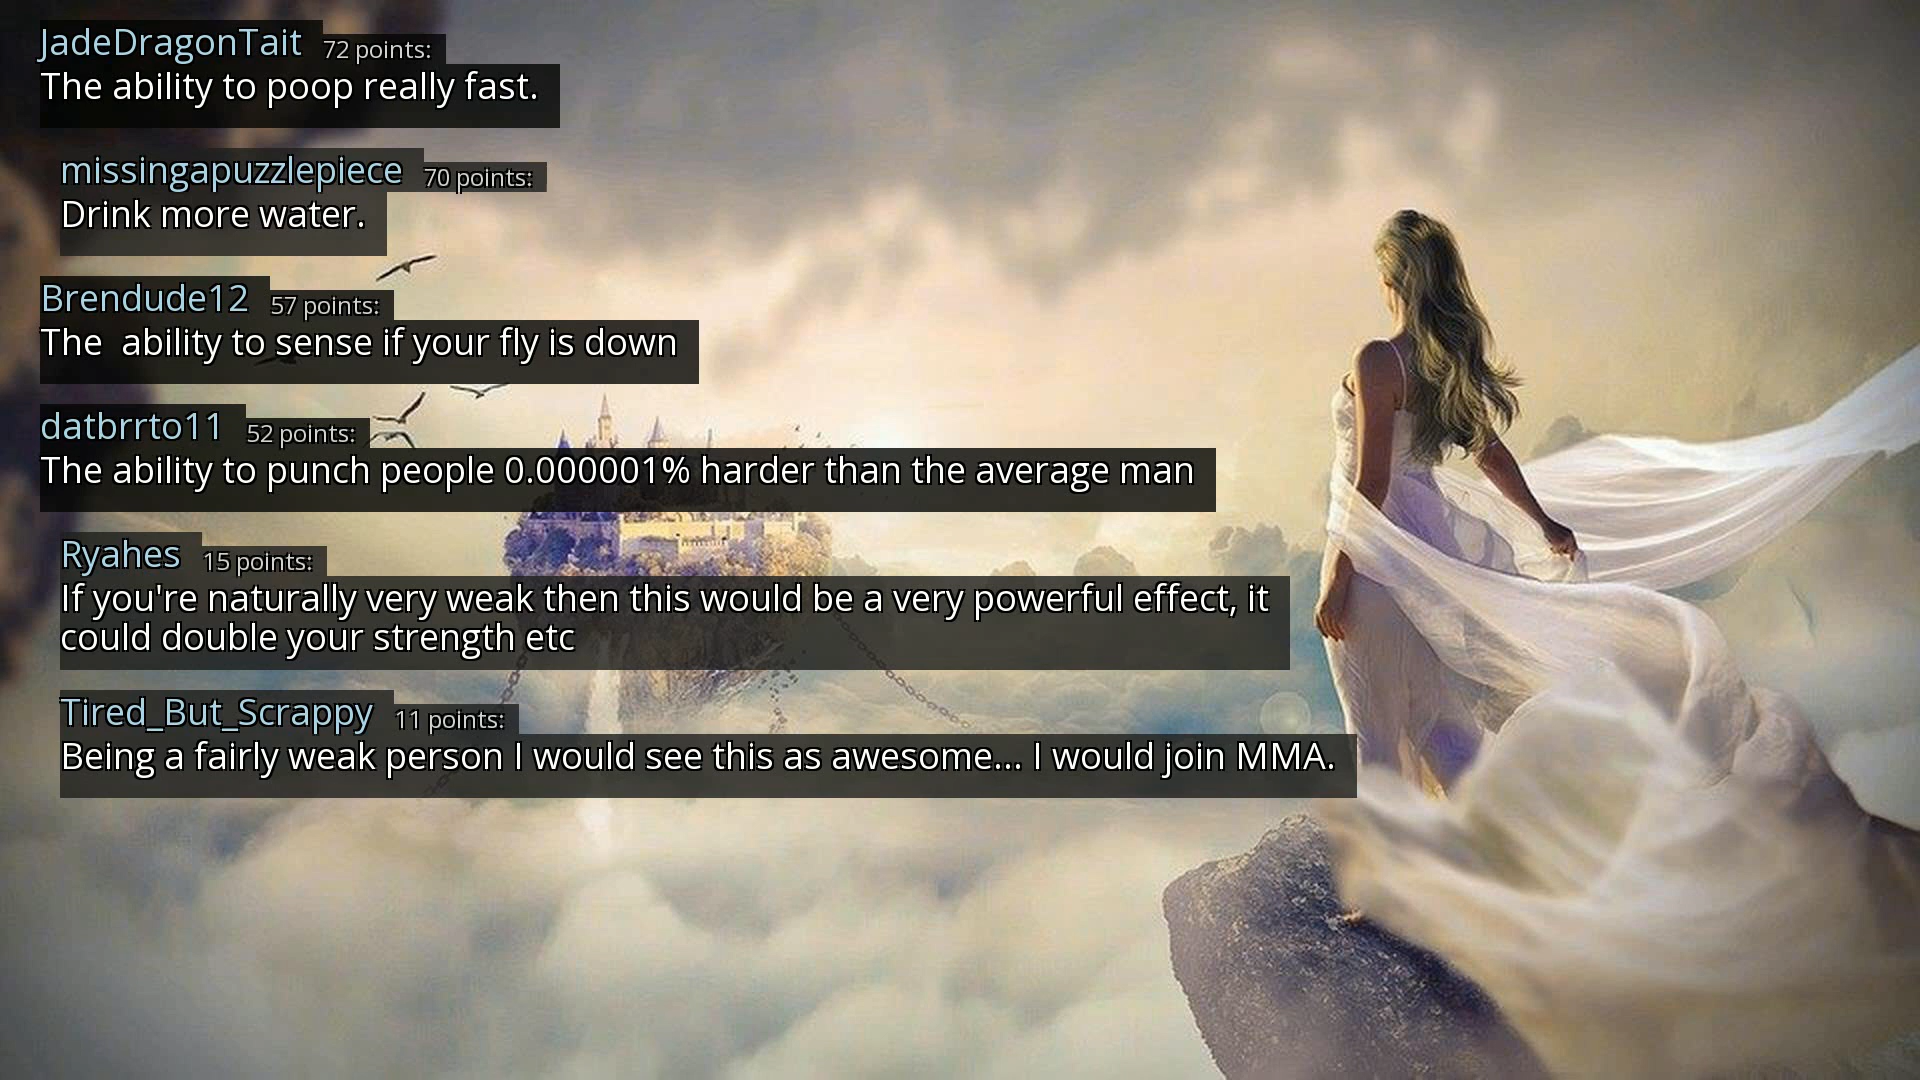 JadeDragonTait 72 points:
The ability to poop really fast.
missingapuzzlepiece 70 points:
Drink more water.
Brendude12 57 points:
The  ability to sense if your fly is down
datbrrto11 52 points:
The ability to punch people 0.000001% harder than the average man
Ryahes 15 points:
If you're naturally very weak then this would be a very powerful effect, it
could double your strength etc
Tired_But_Scrappy 11 points:
Being a fairly weak person I would see this as awesome... I would join MMA.